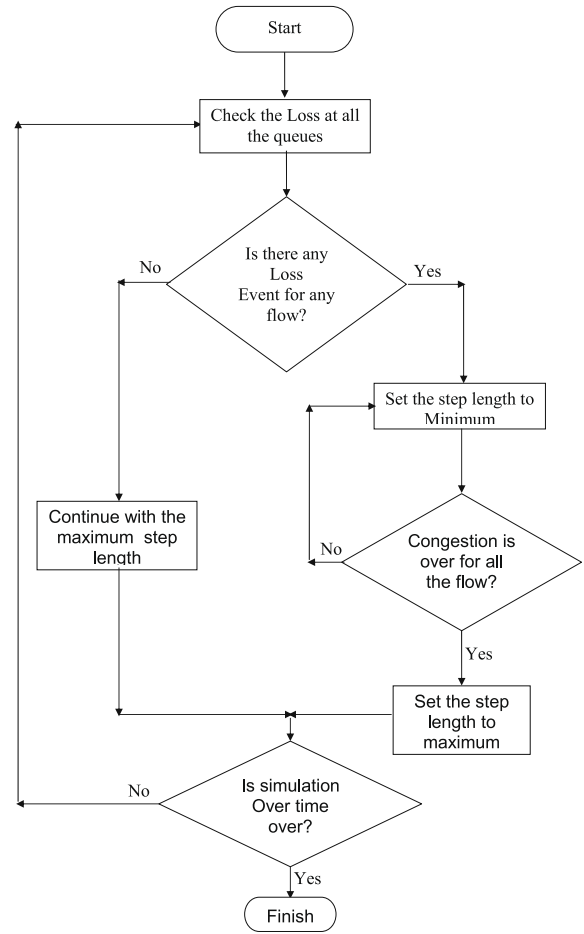 Start
Check the Loss at all
the queues
Is there any
Loss
Event for any
flow?
No
Yes
Set the step length to
Minimum
Continue with the
maximum step
length
Congestion is
over for all
the flow?
No
Yes
Set the step
length to
maximum
Is simulation
Over time
over?
No
Yes
Finish